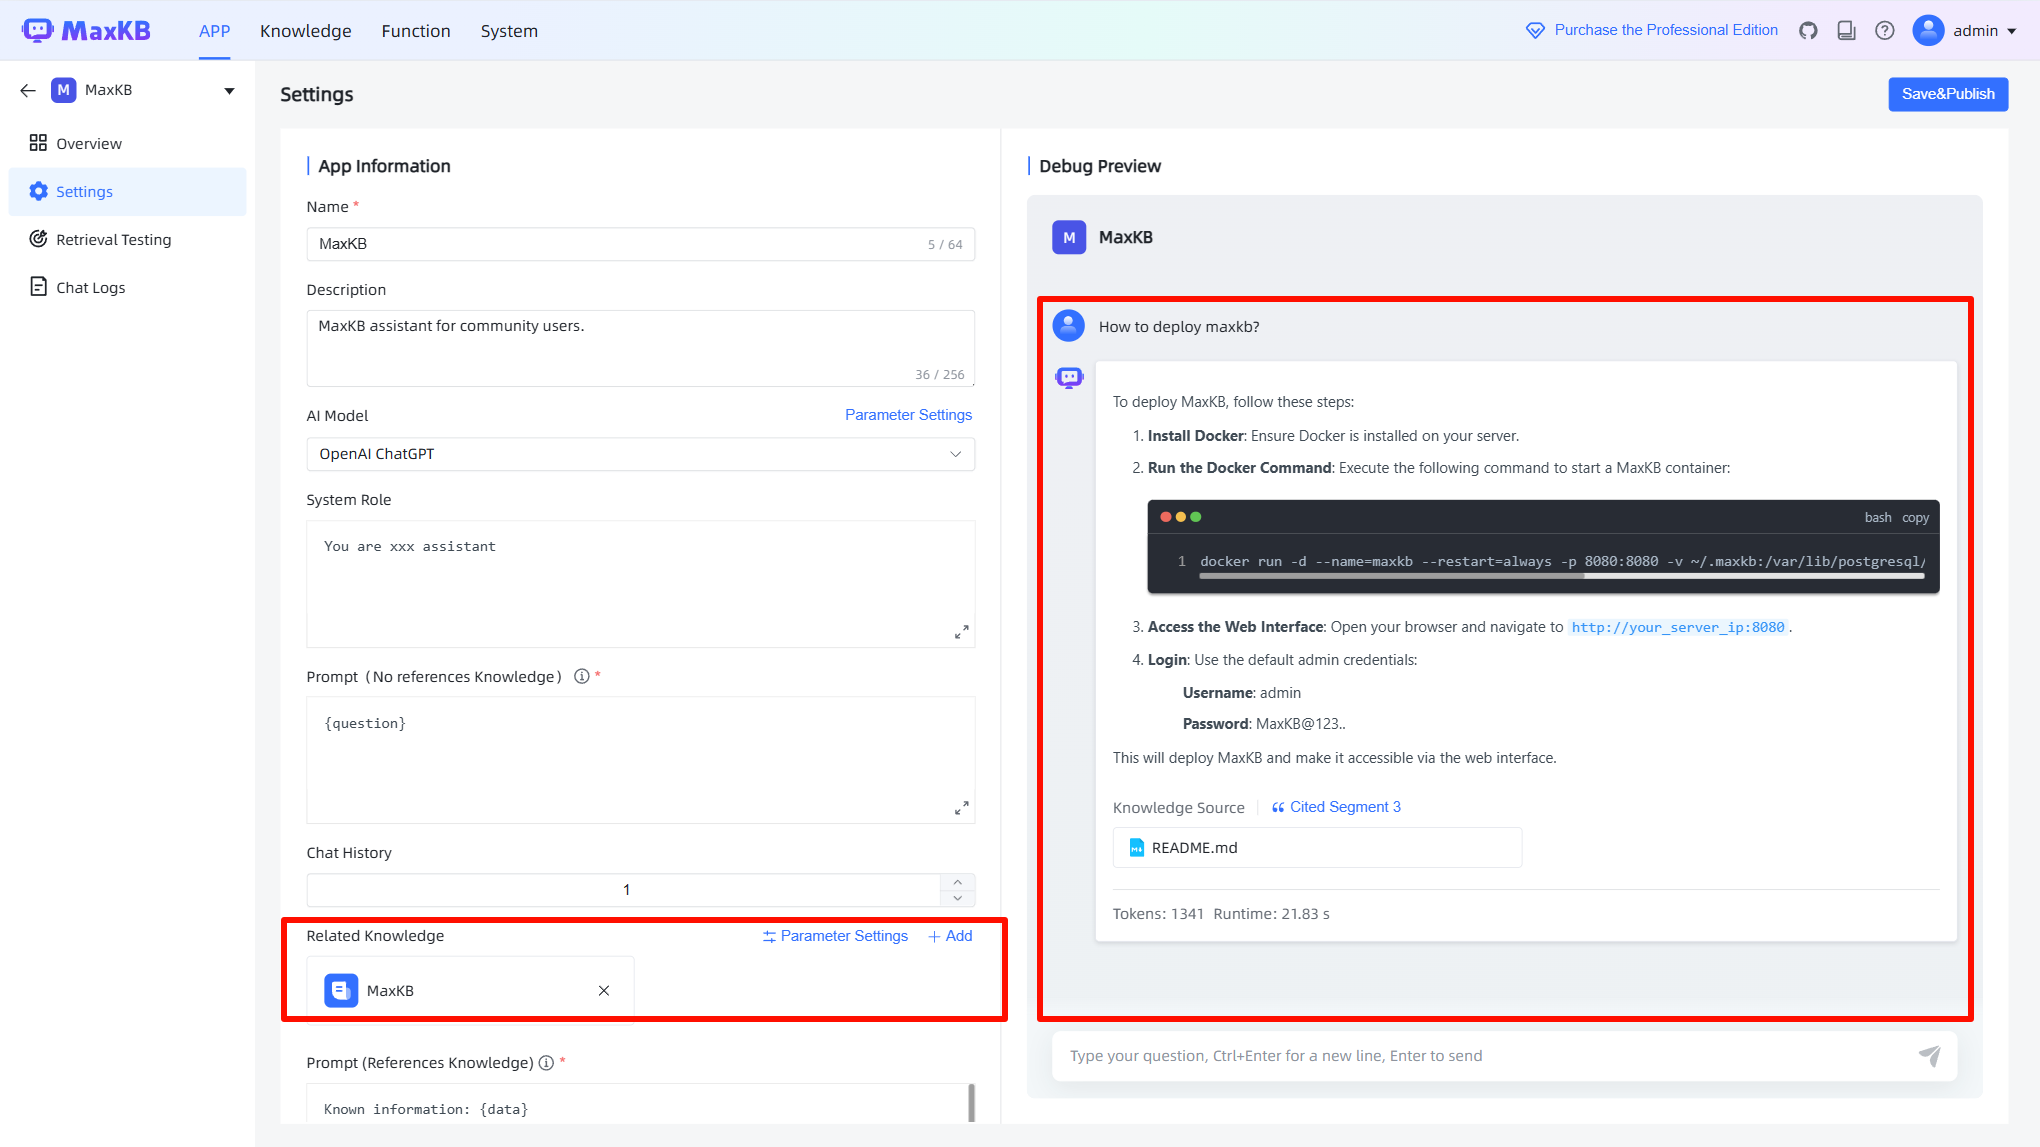 MaxKB
APP
Knowledge
Function
System
Purchase the Professional Edition
admin
M
MaxKB
Overview
Settings
Retrieval Testing
Chat Logs
Settings
Save&Publish
App Information
Name *
MaxKB
5 / 64
Description
MaxKB assistant for community users.
36 / 256
AI Model
Parameter Settings
OpenAI ChatGPT
System Role
You are xxx assistant
Prompt (No references Knowledge) *
{question}
Chat History
1
Related Knowledge
Parameter Settings
+ Add
MaxKB
Prompt (References Knowledge) *
Known information: {data}
Debug Preview
M
MaxKB
How to deploy maxkb?
To deploy MaxKB, follow these steps:
1. Install Docker: Ensure Docker is installed on your server.
2. Run the Docker Command: Execute the following command to start a MaxKB container:
bash copy
1 docker run -d --name=maxkb --restart=always -p 8080:8080 -v ~/.maxkb:/var/lib/postgresql/
3. Access the Web Interface: Open your browser and navigate to http://your_server_ip:8080.
4. Login: Use the default admin credentials:
Username: admin
Password: MaxKB@123..
This will deploy MaxKB and make it accessible via the web interface.
Knowledge Source
Cited Segment 3
README.md
Tokens: 1341 Runtime: 21.83 s
Type your question, Ctrl+Enter for a new line, Enter to send